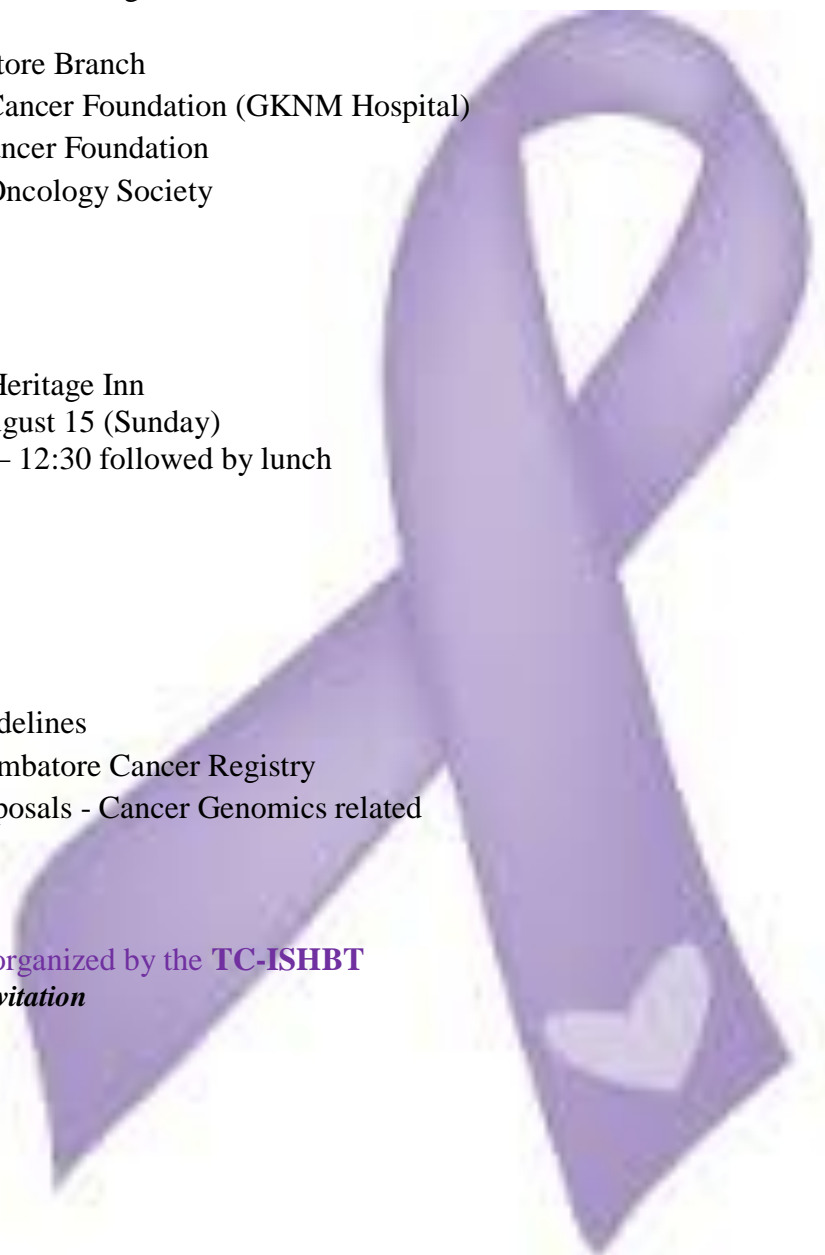 tore Branch
Cancer Foundation (GKNM Hospital)
ncer Foundation
Oncology Society
Heritage Inn
gust 15 (Sunday)
– 12:30 followed by lunch
delines
mbatore Cancer Registry
posals - Cancer Genomics related
organized by the TC-ISHBT
vitation